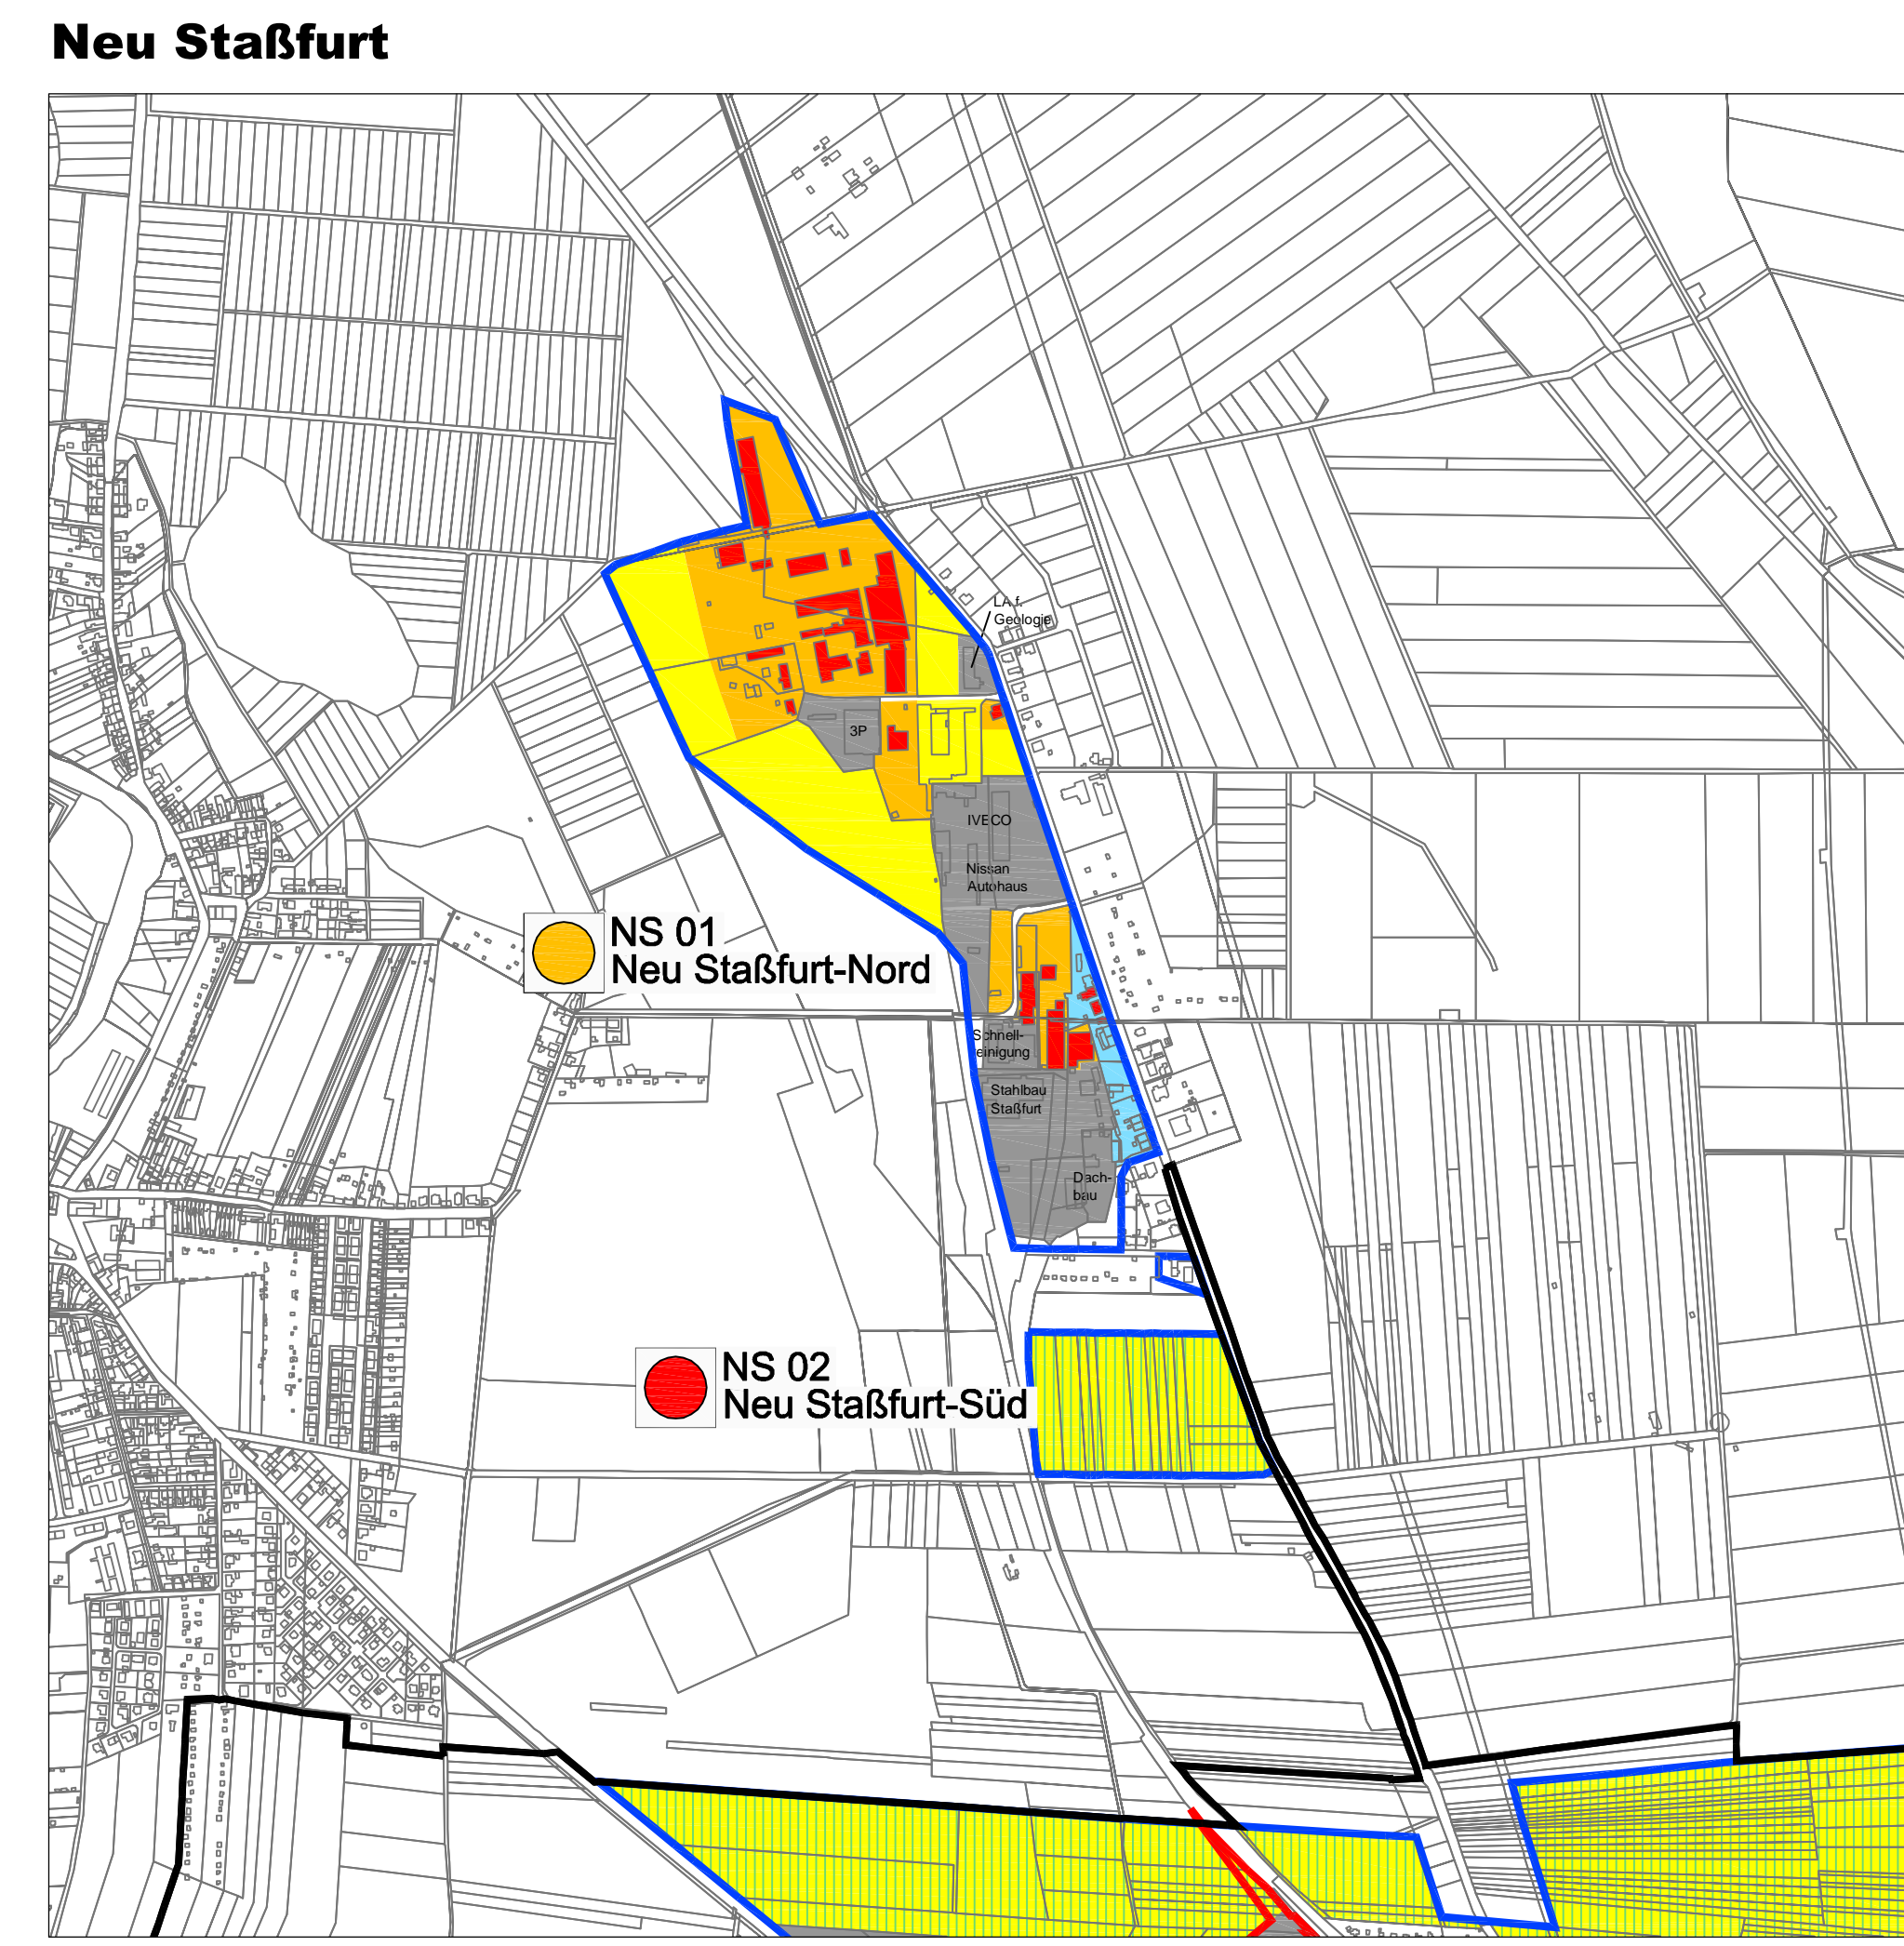 Neu Staßfurt
LA f.
Geologie
3P
IVECO
Nissan
Autohaus
NS 01
Neu Staßfurt-Nord
Schnell-
einigung
Stahlbau
Staßfurt
Dach-
bau
NS 02
Neu Staßfurt-Süd